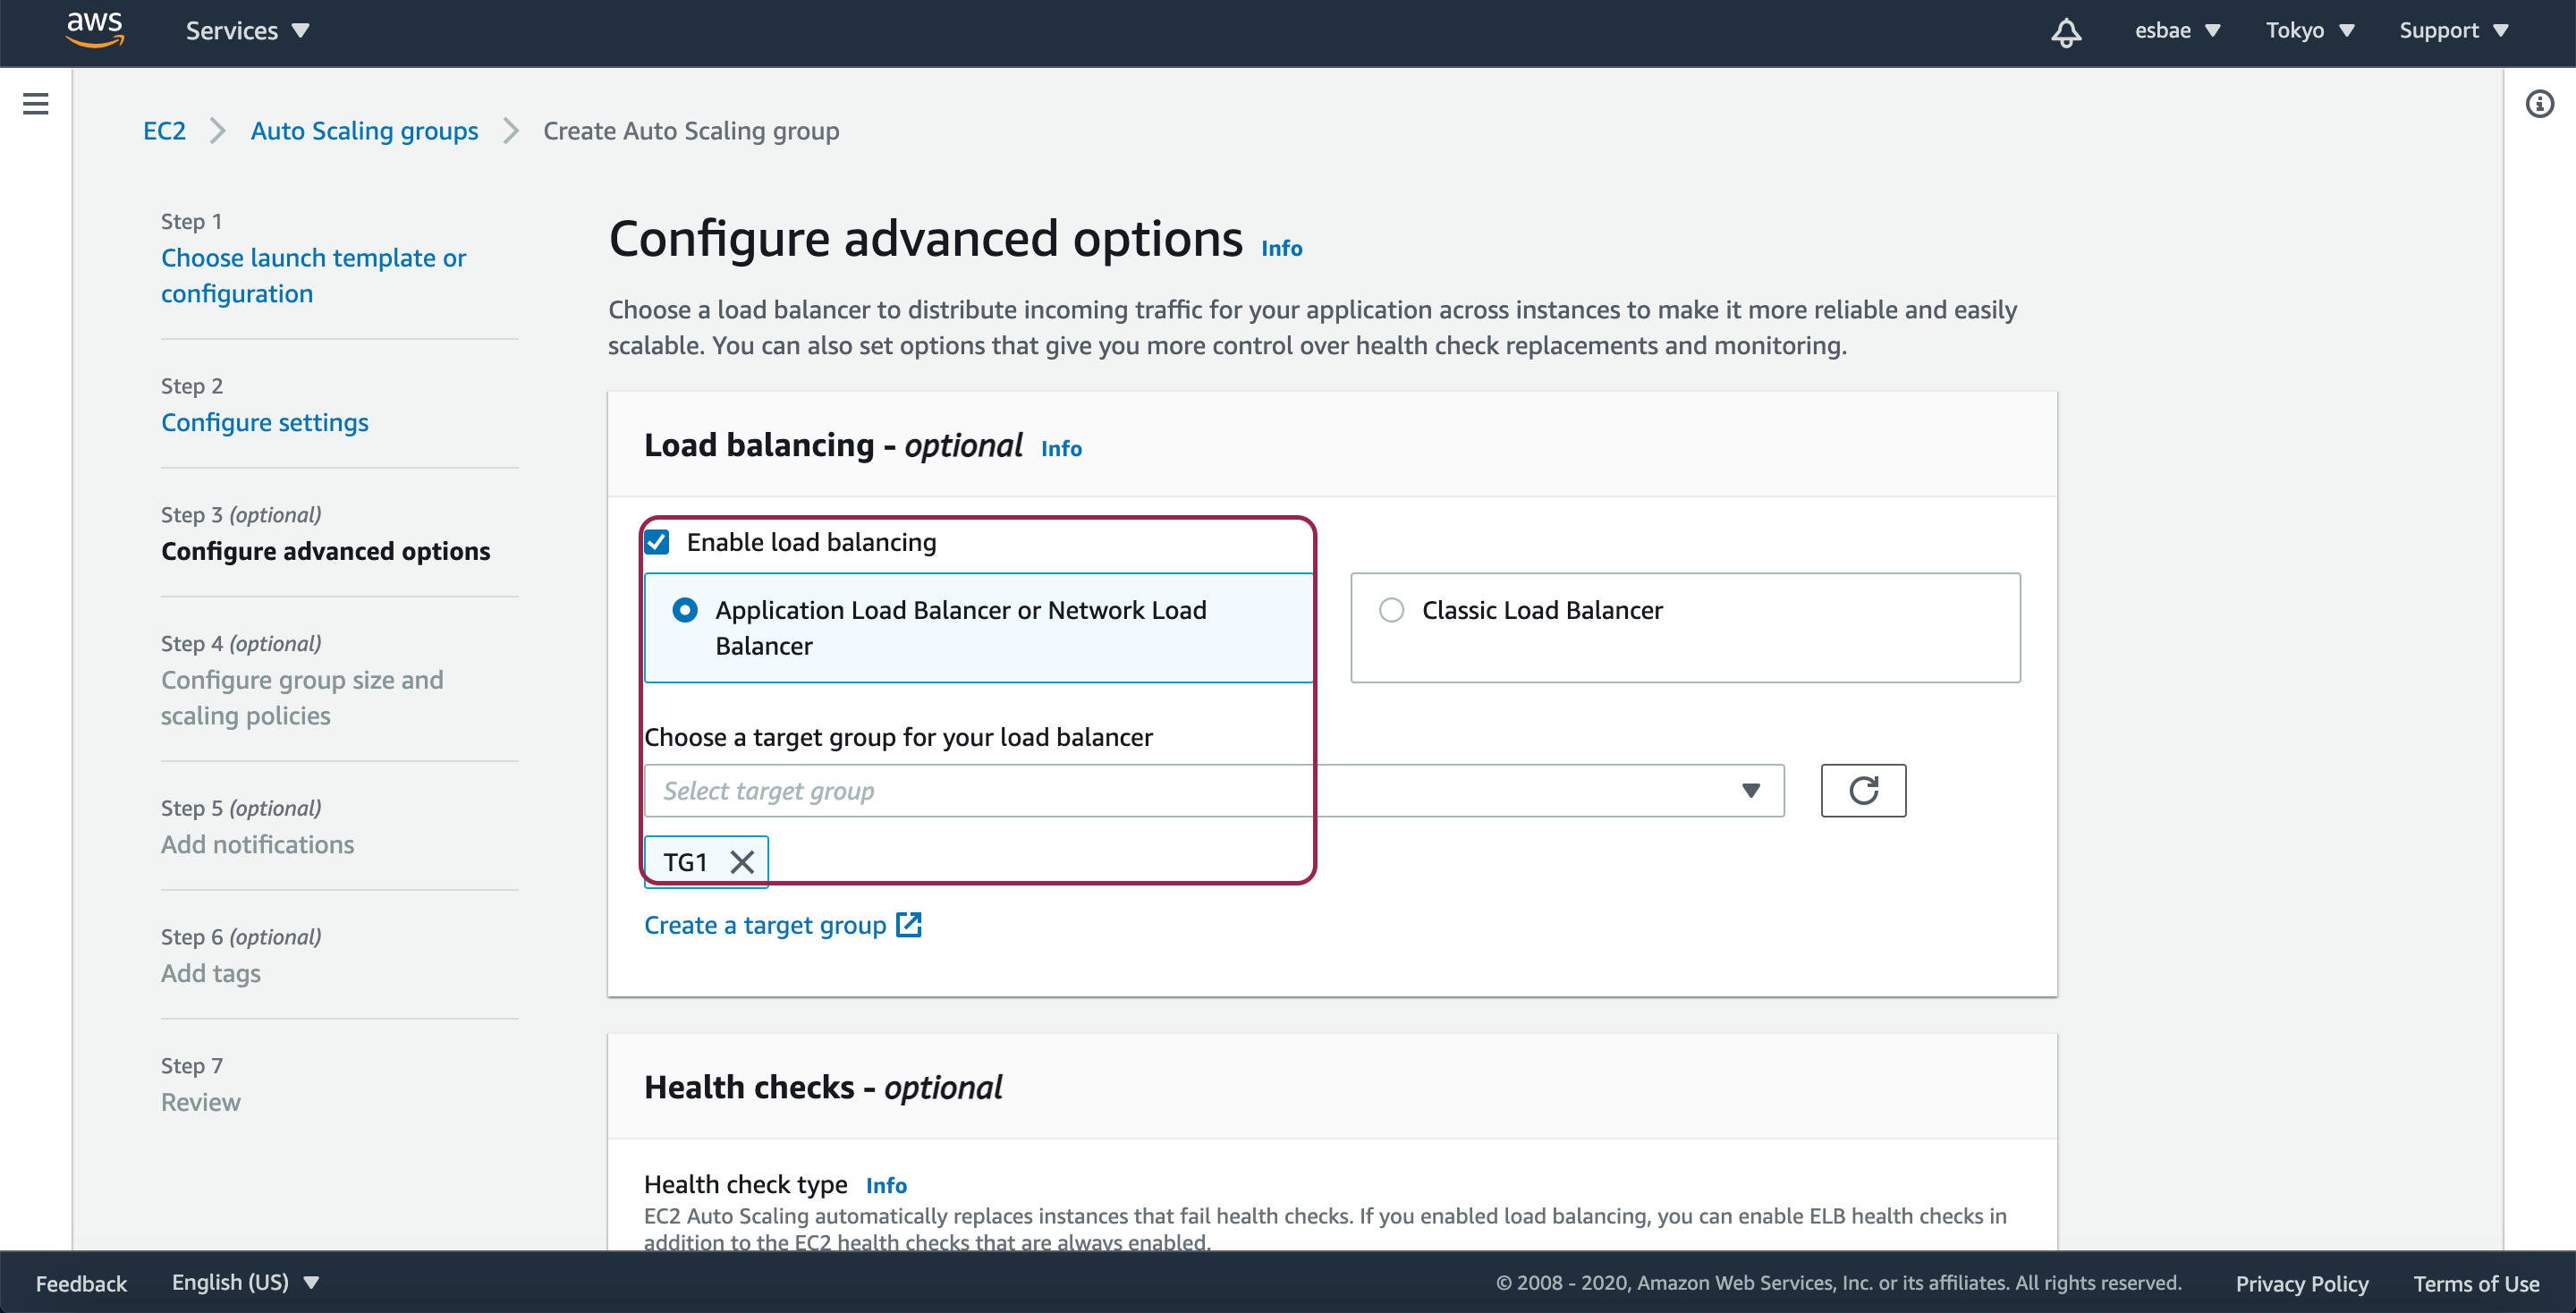 aws
Services
esbae
Tokyo
Support
EC2
Auto Scaling groups
Create Auto Scaling group
Step 1
Choose launch template or
configuration
Step 2
Configure settings
Step 3 (optional)
Configure advanced options
Step 4 (optional)
Configure group size and
scaling policies
Step 5 (optional)
Add notifications
Step 6 (optional)
Add tags
Step 7
Review
Configure advanced options Info
Choose a load balancer to distribute incoming traffic for your application across instances to make it more reliable and easily
scalable. You can also set options that give you more control over health check replacements and monitoring.
Load balancing - optional Info
Enable load balancing
Application Load Balancer or Network Load
Balancer
Classic Load Balancer
Choose a target group for your load balancer
Select target group
TG1
Create a target group
Health checks - optional
Health check type Info
EC2 Auto Scaling automatically replaces instances that fail health checks. If you enabled load balancing, you can enable ELB health checks in
addition to the EC2 health checks that are always enabled.
Feedback
English (US)
© 2008 - 2020, Amazon Web Services, Inc. or its affiliates. All rights reserved.
Privacy Policy
Terms of Use